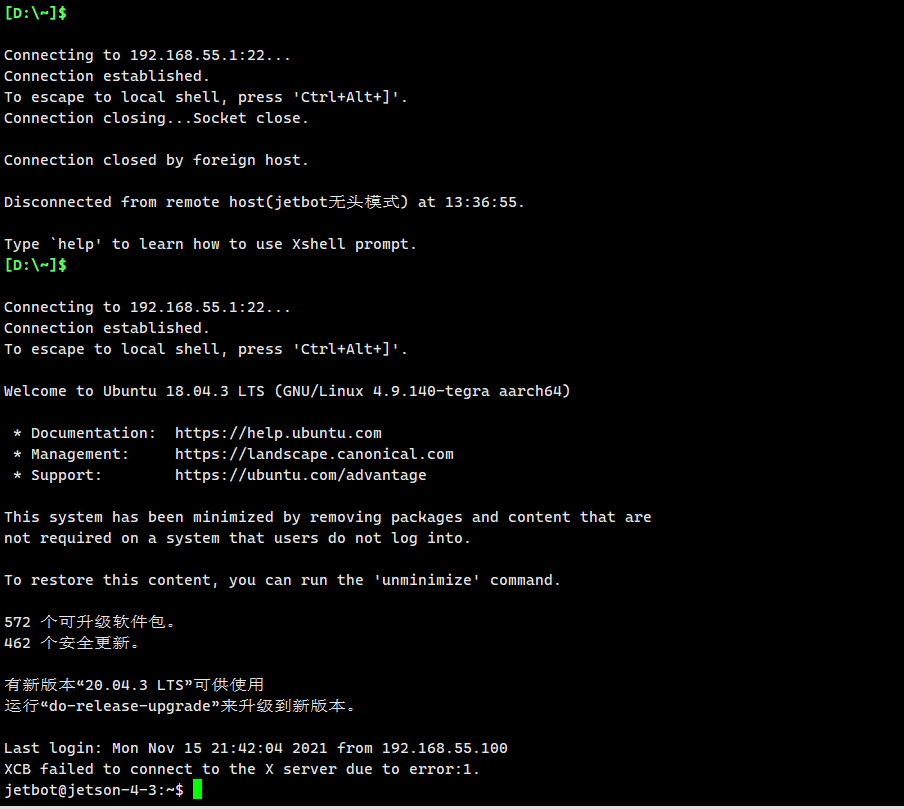 [D:\~]$
Connecting to 192.168.55.1:22...
Connection established.
To escape to local shell, press 'Ctrl+Alt+]'.
Connection closing...Socket close.
Connection closed by foreign host.
Disconnected from remote host(jetbot无头模式) at 13:36:55.
Type `help' to learn how to use Xshell prompt.
[D:\~]$
Connecting to 192.168.55.1:22...
Connection established.
To escape to local shell, press 'Ctrl+Alt+]'.
Welcome to Ubuntu 18.04.3 LTS (GNU/Linux 4.9.140-tegra aarch64)
* Documentation:  https://help.ubuntu.com
* Management:     https://landscape.canonical.com
* Support:        https://ubuntu.com/advantage
This system has been minimized by removing packages and content that are
not required on a system that users do not log into.
To restore this content, you can run the 'unminimize' command.
572 个可升级软件包。
462 个安全更新。
有新版本“20.04.3 LTS”可供使用
运行“do-release-upgrade”来升级到新版本。
Last login: Mon Nov 15 21:42:04 2021 from 192.168.55.100
XCB failed to connect to the X server due to error:1.
jetbot@jetson-4-3:~$